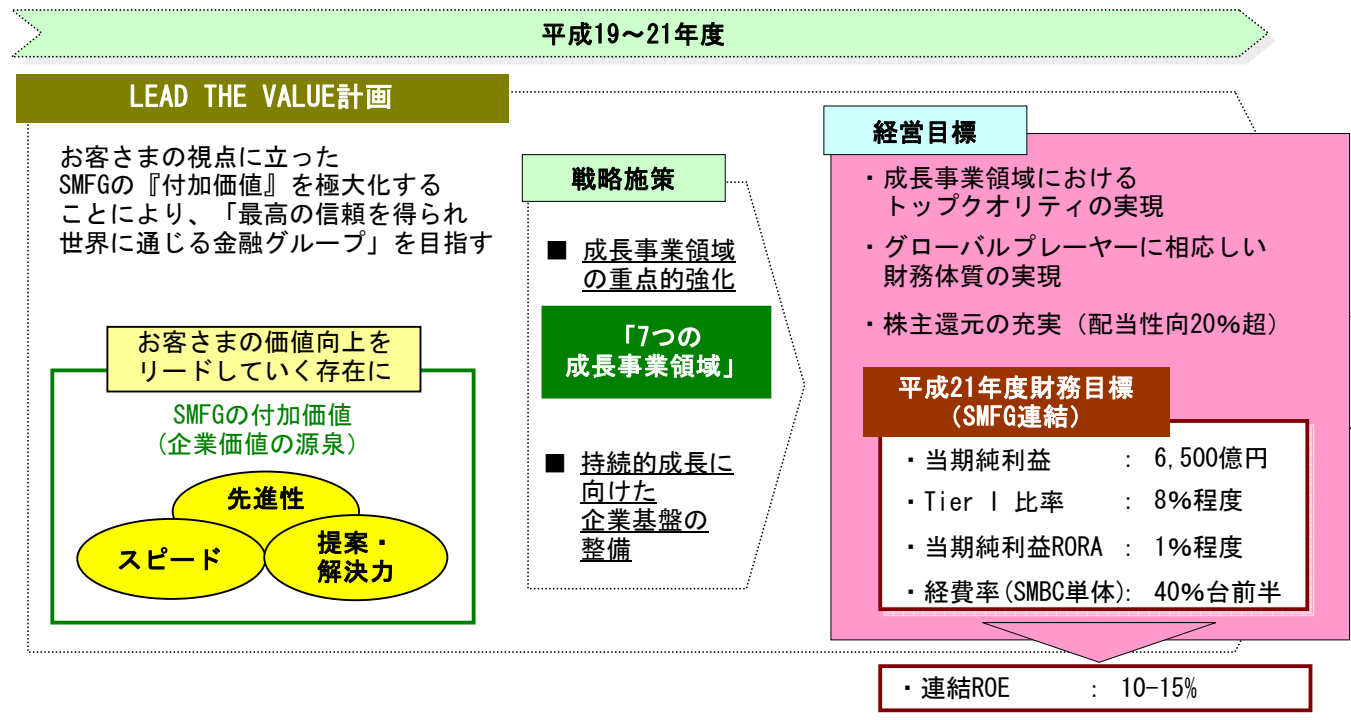 平成19～21年度
LEAD THE VALUE計画
お客さまの視点に立った
SMFGの『付加価値』を極大化する
ことにより、「最高の信頼を得られ
世界に通じる金融グループ」を目指す
お客さまの価値向上を
リードしていく存在に
SMFGの付加価値
(企業価値の源泉)
先進性
スピード
提案・
解決力
戦略施策
■ 成長事業領域
の重点的強化
「7つの
成長事業領域」
■ 持続的成長に
向けた
企業基盤の
整備
経営目標
・成長事業領域における
トップクオリティの実現
・グローバルプレーヤーに相応しい
財務体質の実現
・株主還元の充実（配当性向20%超）
平成21年度財務目標
(SMFG連結)
・当期純利益 : 6,500億円
・Tier I 比率 : 8%程度
・当期純利益RORA : 1%程度
・経費率(SMBC単体): 40%台前半
・連結ROE : 10-15%